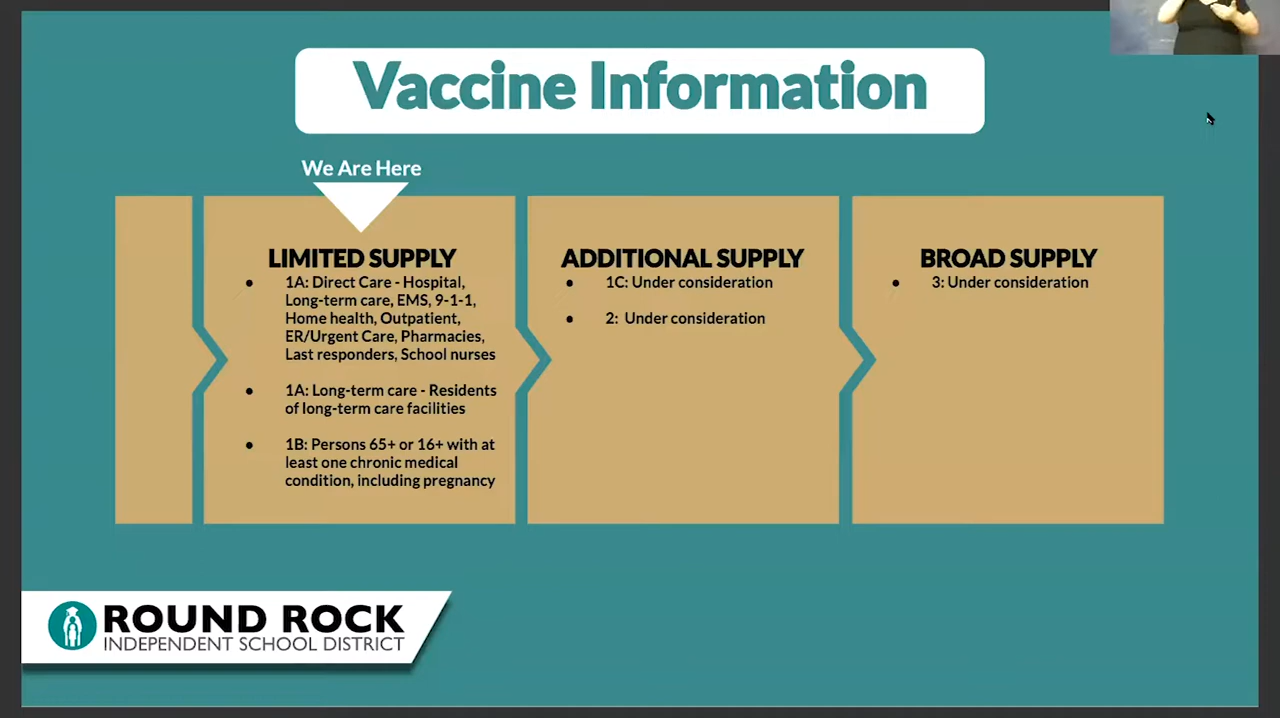 Vaccine Information
We Are Here
LIMITED SUPPLY
• 1A: Direct Care - Hospital,
Long-term care, EMS, 9-1-1,
Home health, Outpatient,
ER/Urgent Care, Pharmacies,
Last responders, School nurses
• 1A: Long-term care - Residents
of long-term care facilities
• 1B: Persons 65+ or 16+ with at
least one chronic medical
condition, including pregnancy
ADDITIONAL SUPPLY
• 1C: Under consideration
• 2: Under consideration
BROAD SUPPLY
• 3: Under consideration
ROUND ROCK
INDEPENDENT SCHOOL DISTRICT